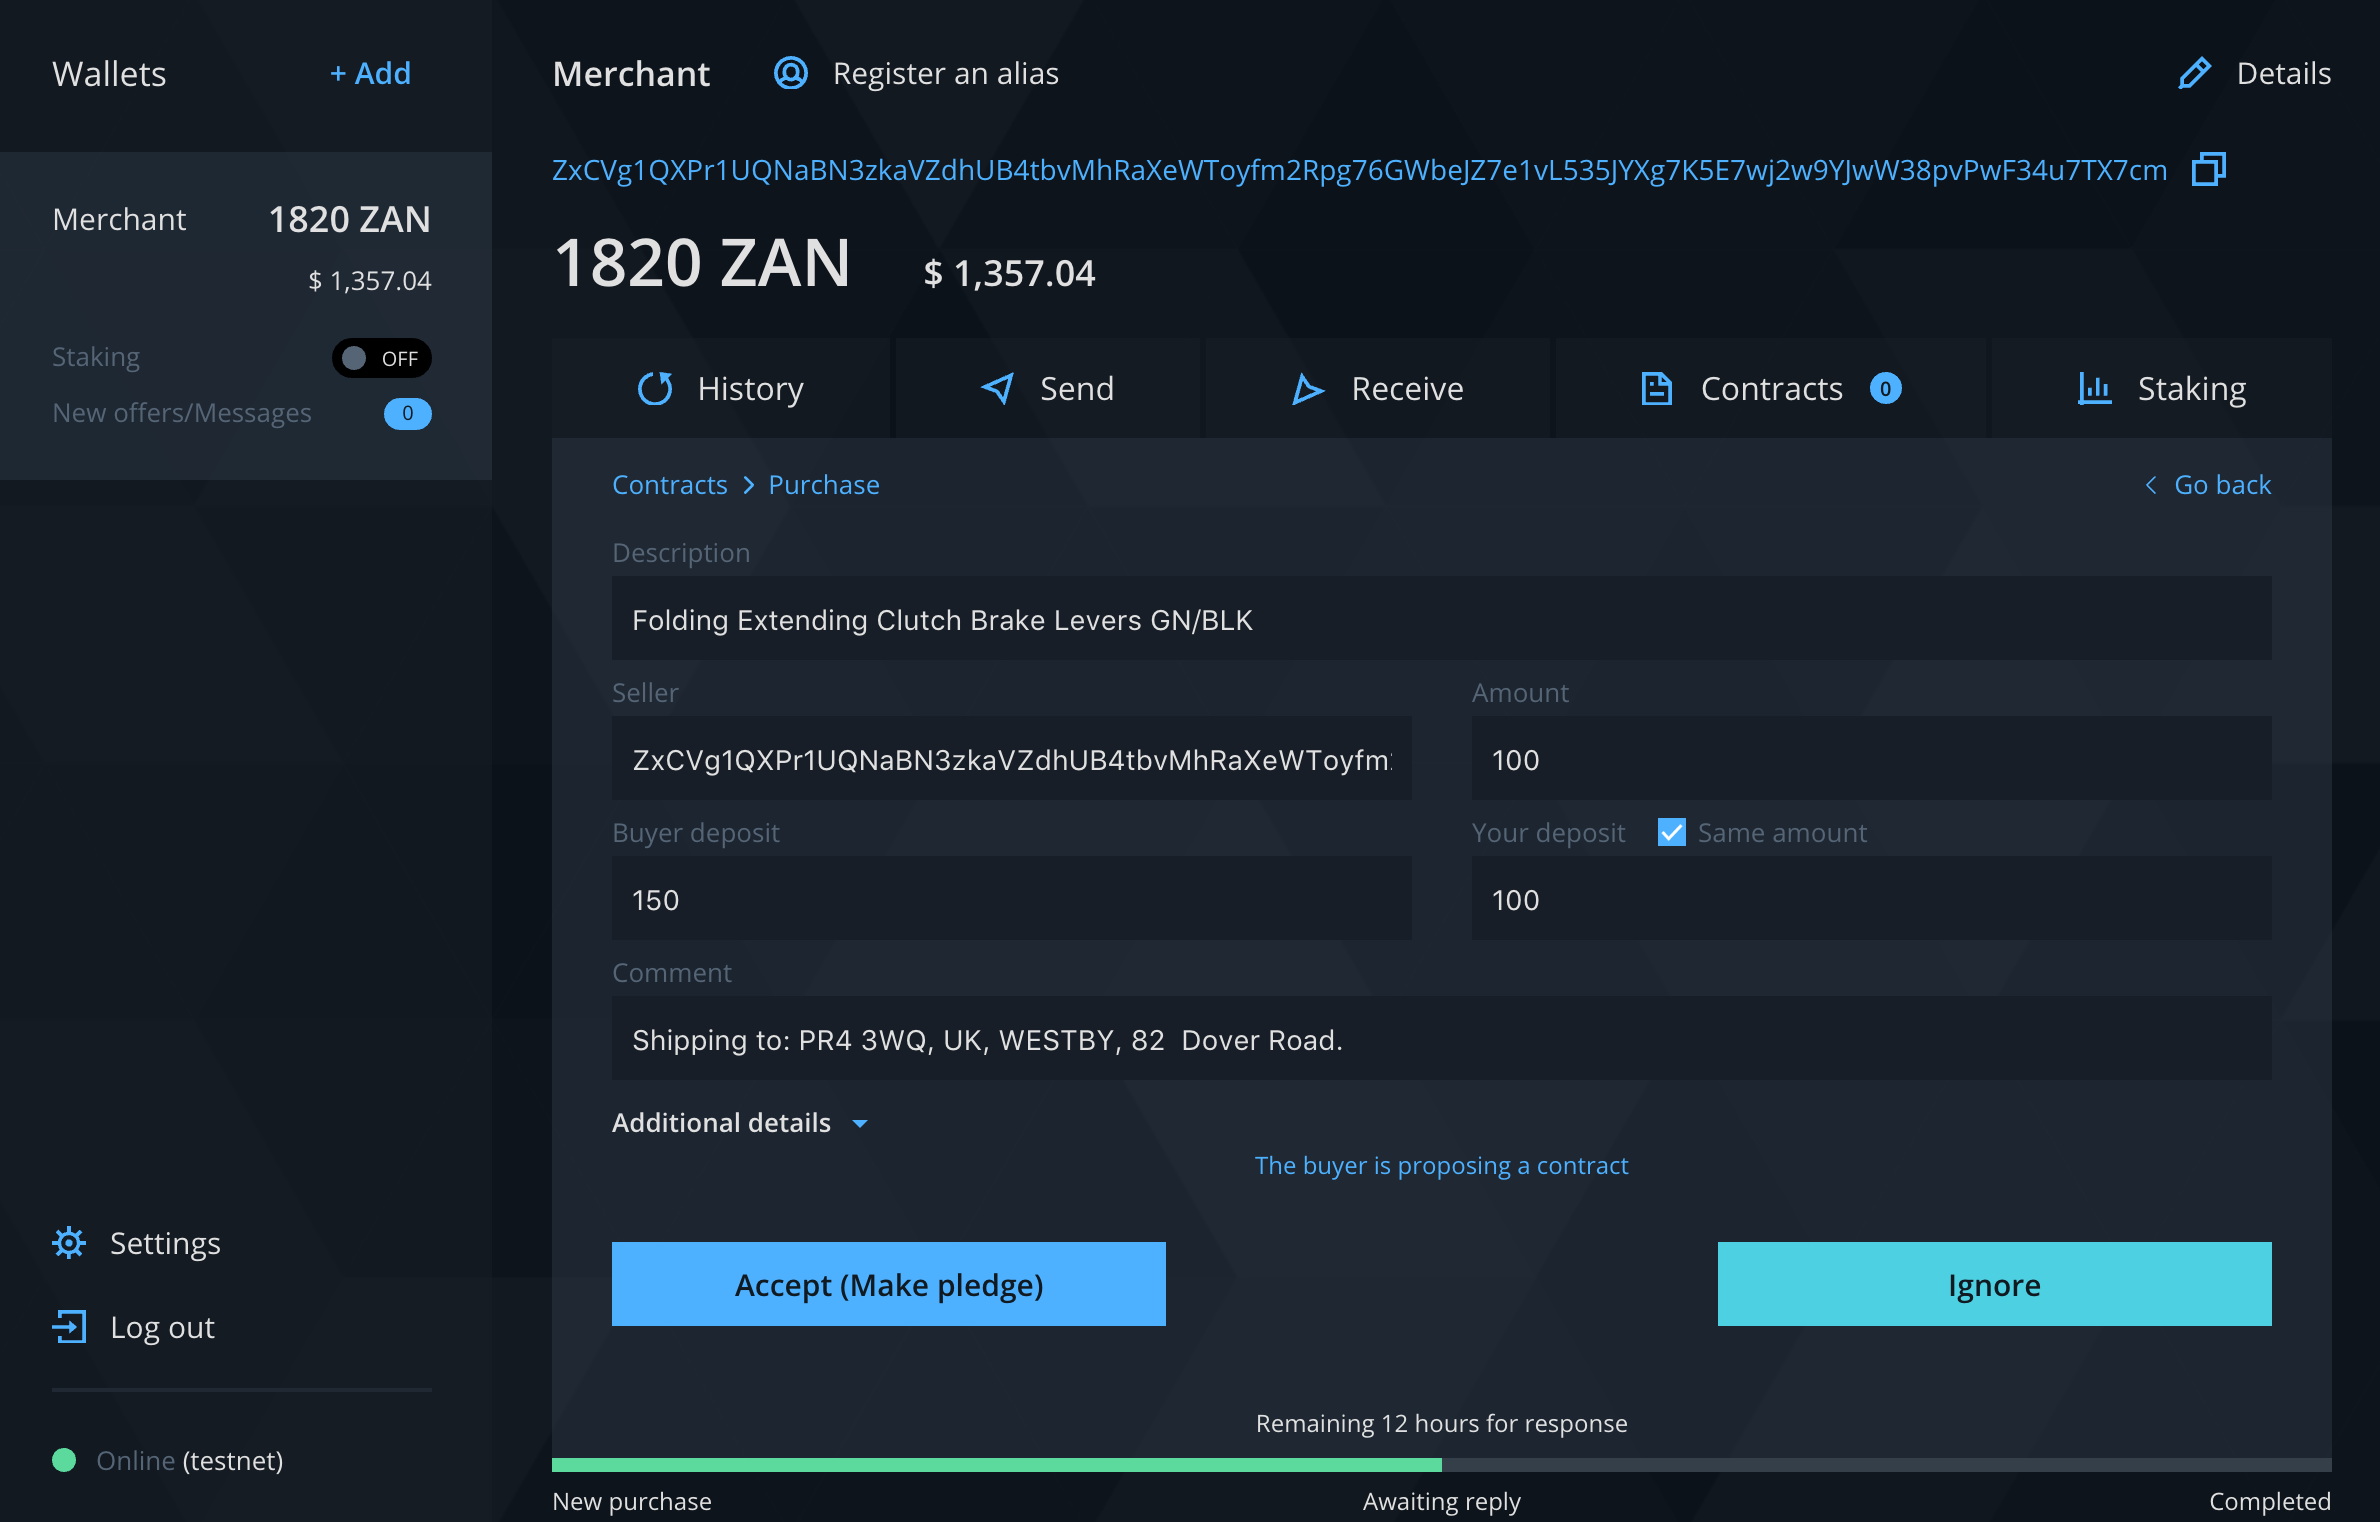 Wallets
+ Add
Merchant
1820 ZAN
$ 1,357.04
Staking
OFF
New offers/Messages
0
Settings
Log out
Online (testnet)
Merchant
Register an alias
Details
ZxCVg1QXPr1UQNaBN3zkaVZdhUB4tbvMhRaXeWToyfm2Rpg76GWbeJZ7e1vL535JYXg7K5E7wj2w9YJwW38pvPwF34u7TX7cm
1820 ZAN
$ 1,357.04
History
Send
Receive
Contracts 0
Staking
Contracts > Purchase
< Go back
Description
Folding Extending Clutch Brake Levers GN/BLK
Seller
Amount
ZxCVg1QXPr1UQNaBN3zkaVZdhUB4tbvMhRaXeWToyfm
100
Buyer deposit
Your deposit
Same amount
150
100
Comment
Shipping to: PR4 3WQ, UK, WESTBY, 82  Dover Road.
Additional details
The buyer is proposing a contract
Accept (Make pledge)
Ignore
Remaining 12 hours for response
New purchase
Awaiting reply
Completed